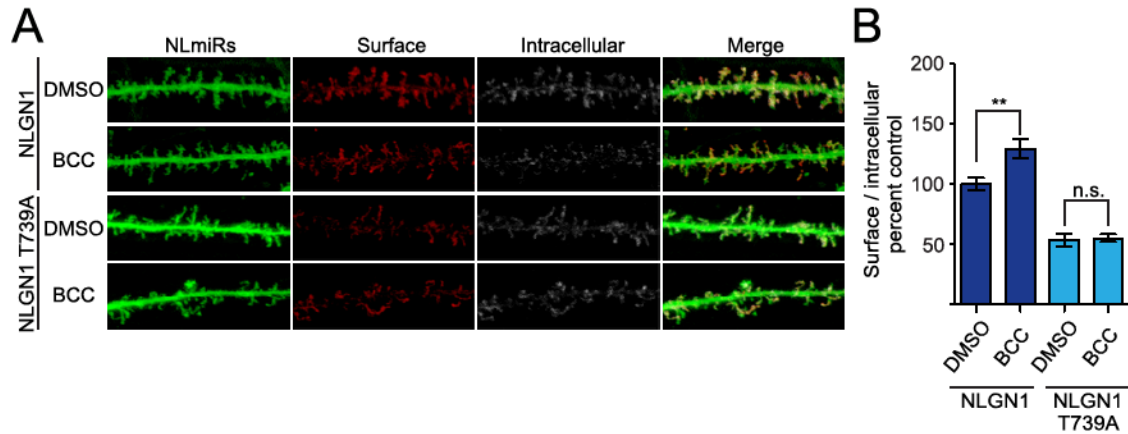 A
NLmiRs Surface Intracellular Merge
NLGN1
DMSO
BCC
NLGN1 T739A
DMSO
BCC
B
Surface / intracellular
percent control
200
150
100
50
**
n.s.
DMSO BCC DMSO BCC
NLGN1 NLGN1
T739A